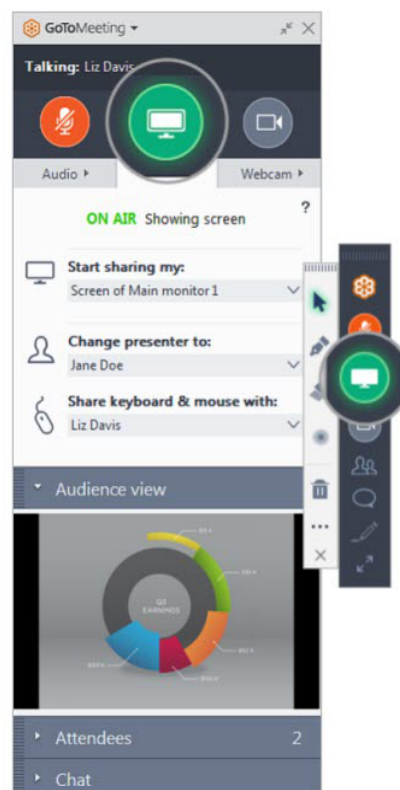 GoToMeeting
Talking: Liz Davis
Audio
Webcam
ON AIR Showing screen
?
Start sharing my:
Screen of Main monitor 1
Change presenter to:
Jane Doe
Share keyboard & mouse with:
Liz Davis
Audience view
Q3
EARNINGS
Attendees 2
Chat